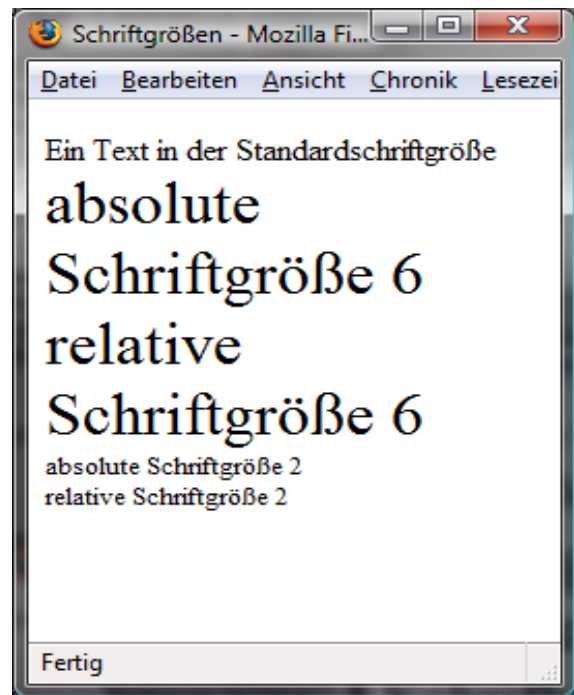 Schriftgrößen - Mozilla Fi...
Datei Bearbeiten Ansicht Chronik Lesezei
Ein Text in der Standardschriftgröße
absolute
Schriftgröße 6
relative
Schriftgröße 6
absolute Schriftgröße 2
relative Schriftgröße 2
Fertig